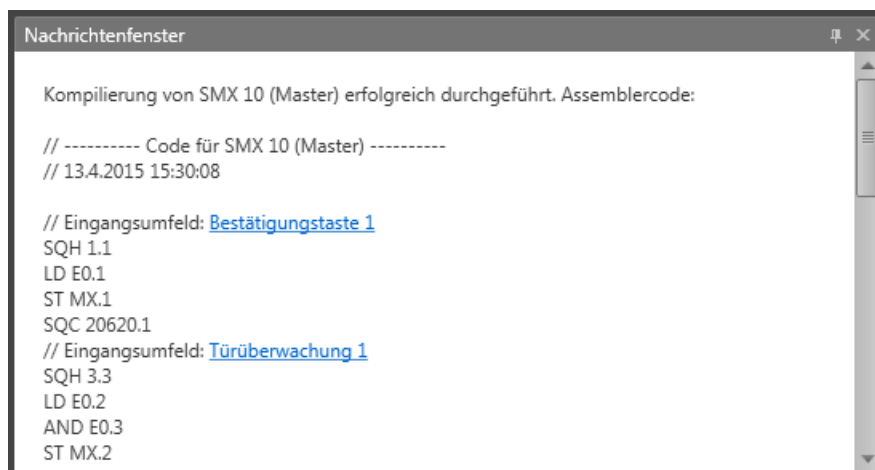 Nachrichtenfenster
Kompilierung von SMX 10 (Master) erfolgreich durchgeführt. Assemblercode:
// ---------- Code für SMX 10 (Master) ----------
// 13.4.2015 15:30:08
// Eingangsumfeld: Bestätigungstaste 1
SQH 1.1
LD E0.1
ST MX.1
SQC 20620.1
// Eingangsumfeld: Türüberwachung 1
SQH 3.3
LD E0.2
AND E0.3
ST MX.2